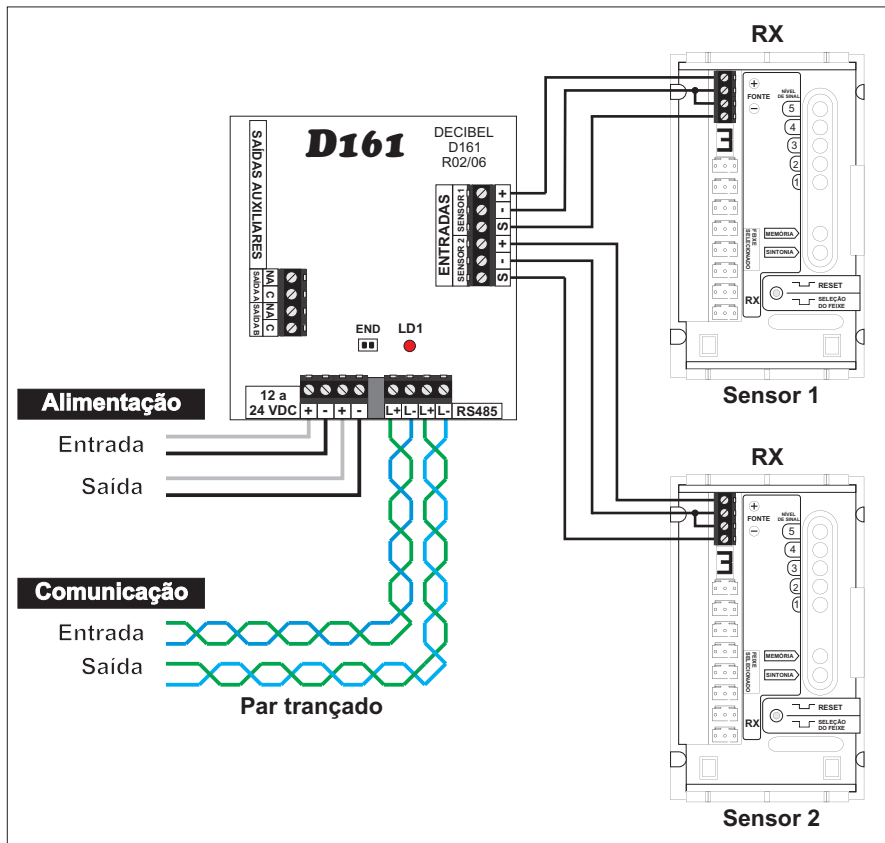 RX
FONTE
NÍVEL
DE SINAL
+
−
5
4
3
2
1
E
FEIXE
SELECIONADO
MEMÓRIA
SINTONIA
RX
RESET
SELEÇÃO
DO FEIXE
Sensor 1
D161
DECIBEL
D161
R02/06
SAÍDAS AUXILIARES
SAÍDA A
SAÍDA B
NA
C
NA
C
ENTRADAS
SENSOR 1
SENSOR 2
+
-
S
+
-
S
END
LD1
12 a
24 VDC
+ - + -
L+ L- L+ L-
RS485
Alimentação
Entrada
Saída
Comunicação
Entrada
Saída
Par trançado
RX
FONTE
NÍVEL
DE SINAL
+
−
5
4
3
2
1
E
FEIXE
SELECIONADO
MEMÓRIA
SINTONIA
RX
RESET
SELEÇÃO
DO FEIXE
Sensor 2